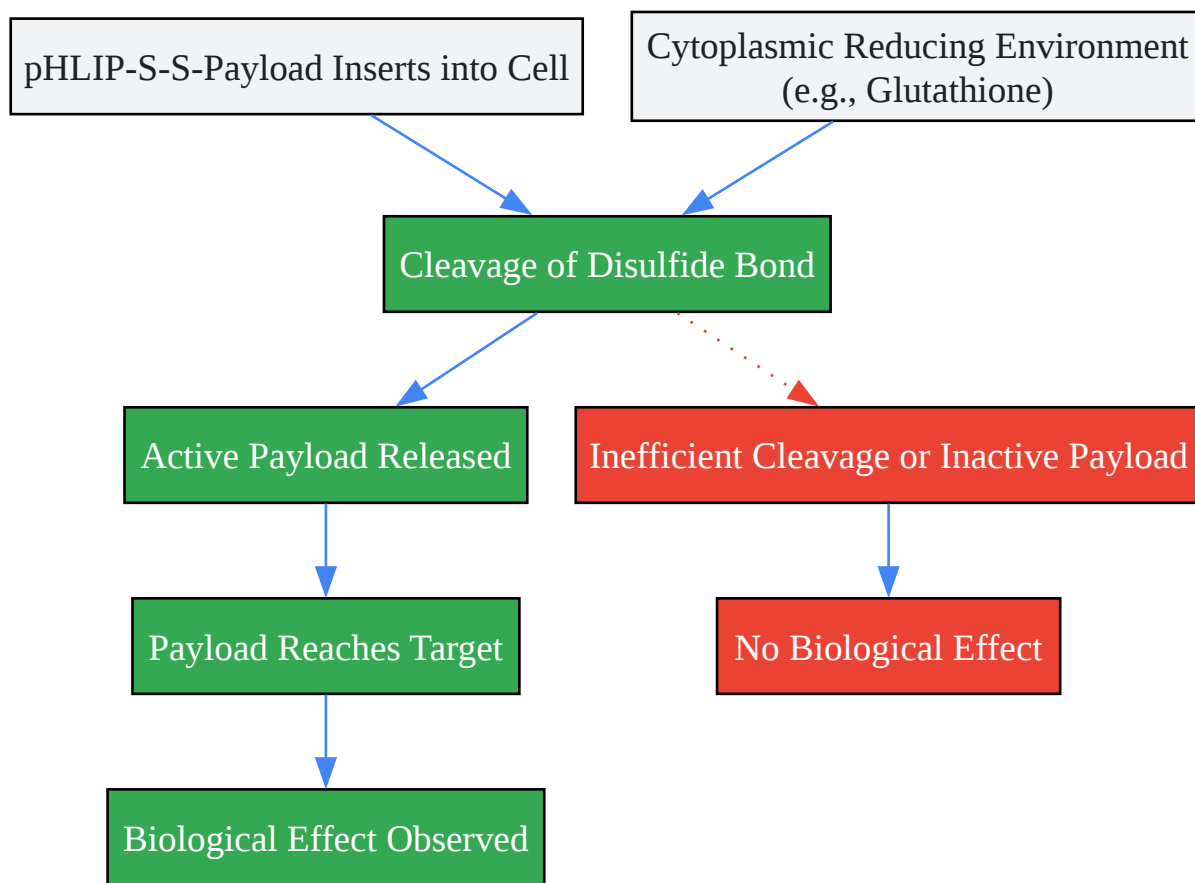 pHLIP-S-S-Payload Inserts into Cell
Cytoplasmic Reducing Environment
(e.g., Glutathione)
Cleavage of Disulfide Bond
Active Payload Released
Inefficient Cleavage or Inactive Payload
Payload Reaches Target
No Biological Effect
Biological Effect Observed